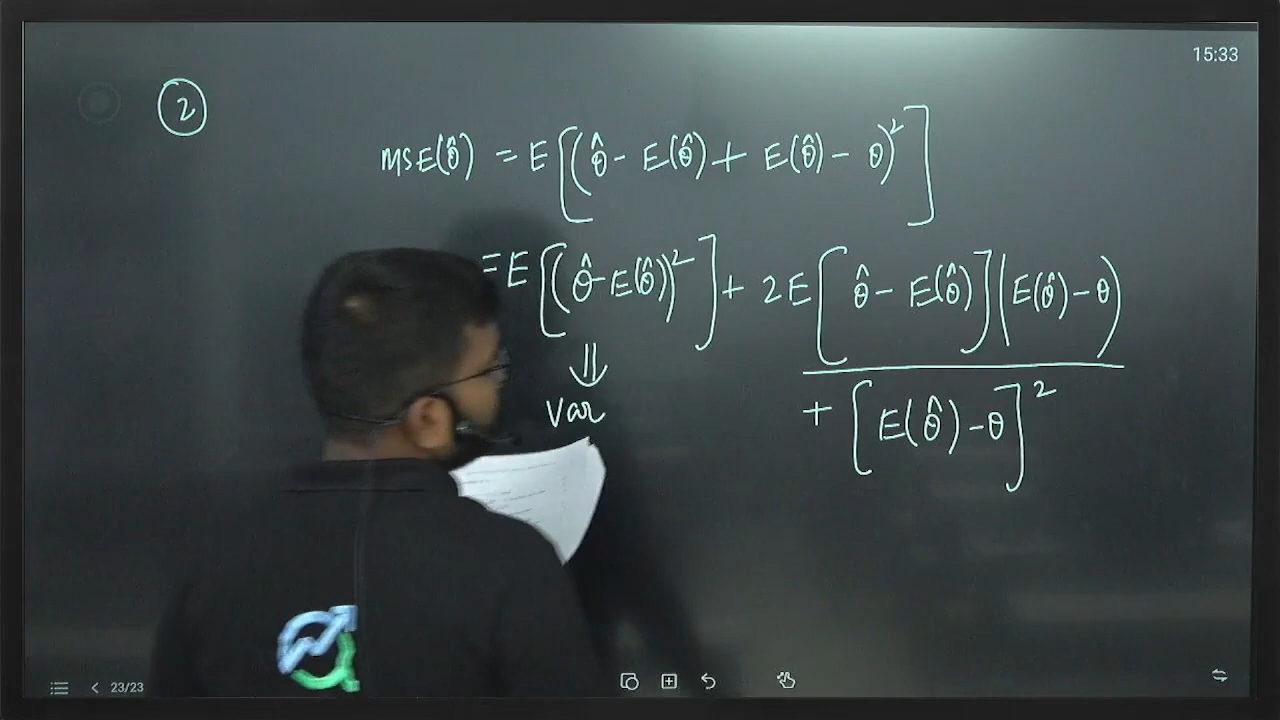 15:33
2
MSE(θ̂) = E[(θ̂ - E(θ̂) + E(θ̂) - θ)²]
= E[(θ̂ - E(θ̂))²] + 2E[θ̂ - E(θ̂)](E(θ̂) - θ)
⇓
Var
+ [E(θ̂) - θ]²
23/23